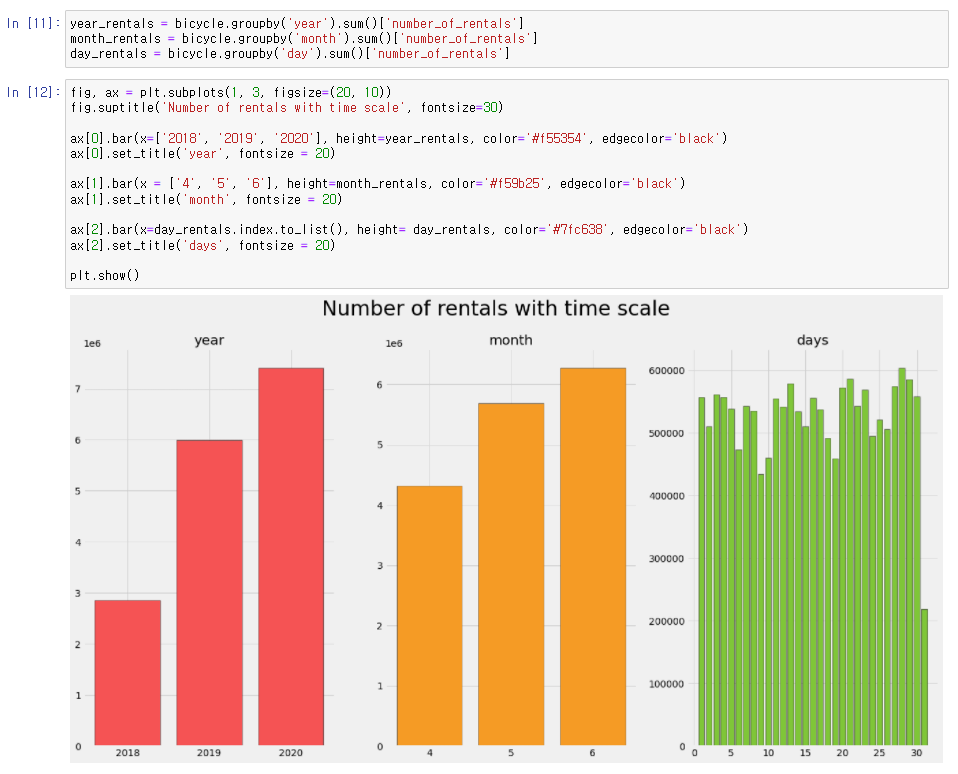 In [11]:
year_rentals = bicycle.groupby('year').sum()['number_of_rentals']
month_rentals = bicycle.groupby('month').sum()['number_of_rentals']
day_rentals = bicycle.groupby('day').sum()['number_of_rentals']
In [12]:
fig, ax = plt.subplots(1, 3, figsize=(20, 10))
fig.suptitle('Number of rentals with time scale', fontsize=30)
ax[0].bar(x=['2018', '2019', '2020'], height=year_rentals, color='#f55354', edgecolor='black')
ax[0].set_title('year', fontsize = 20)
ax[1].bar(x = ['4', '5', '6'], height=month_rentals, color='#f59b25', edgecolor='black')
ax[1].set_title('month', fontsize = 20)
ax[2].bar(x=day_rentals.index.to_list(), height= day_rentals, color='#7fc638', edgecolor='black')
ax[2].set_title('days', fontsize = 20)
plt.show()
Number of rentals with time scale
year
1e6
7
6
5
4
3
2
1
0
2018 2019 2020
month
1e6
6
5
4
3
2
1
0
4 5 6
days
600000
500000
400000
300000
200000
100000
0
0 5 10 15 20 25 30